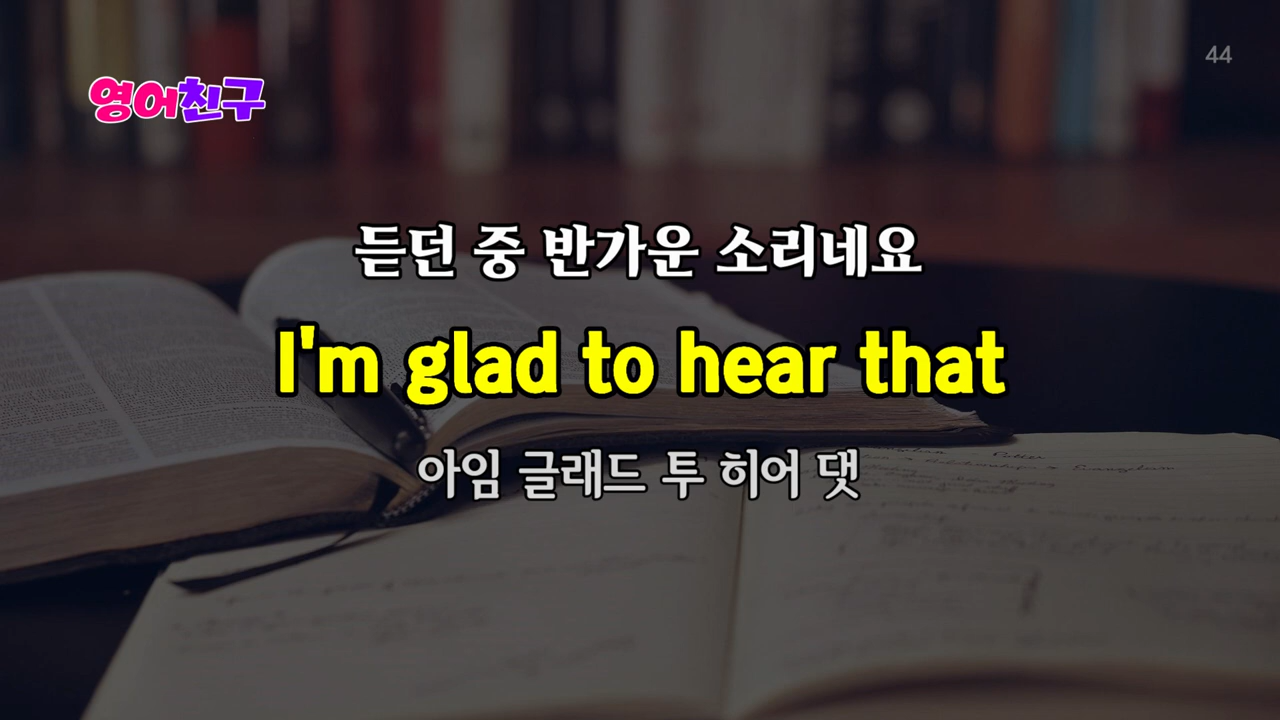 44
영어친구
듣던 중 반가운 소리네요
I'm glad to hear that
아임 글래드 투 히어 댓